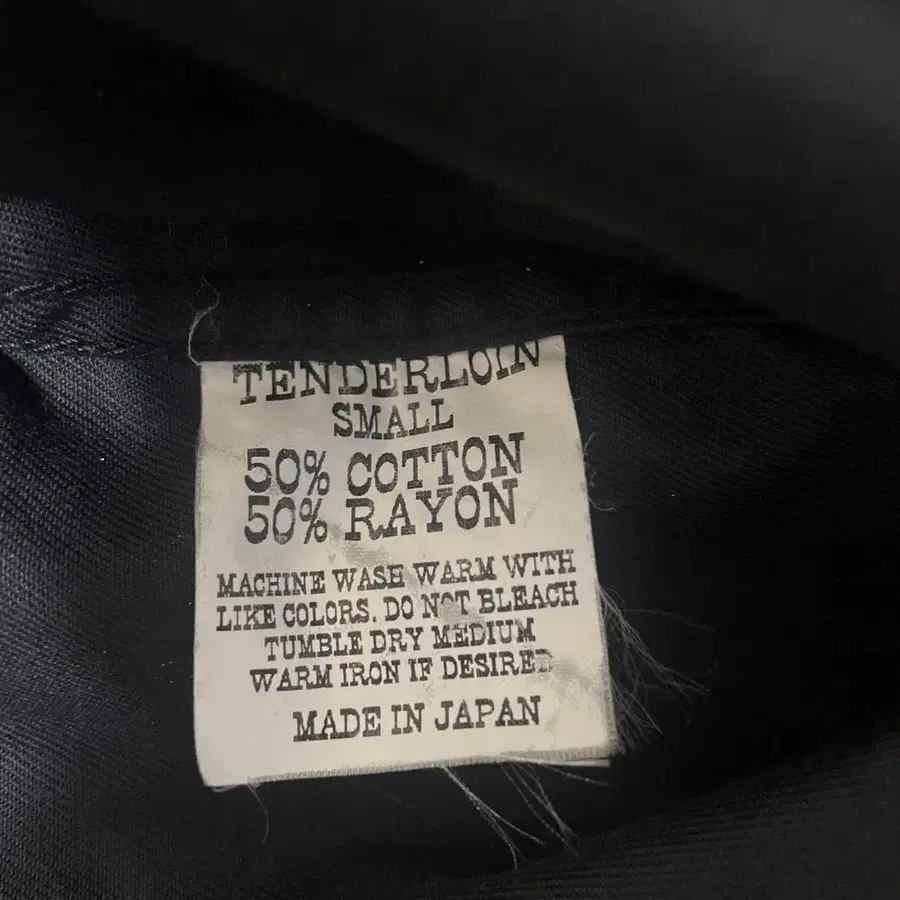 TENDERLOIN
SMALL
50% COTTON
50% RAYON
MACHINE WASH WARM WITH
LIKE COLORS. DO NOT BLEACH
TUMBLE DRY MEDIUM
WARM IRON IF DESIRED
MADE IN JAPAN